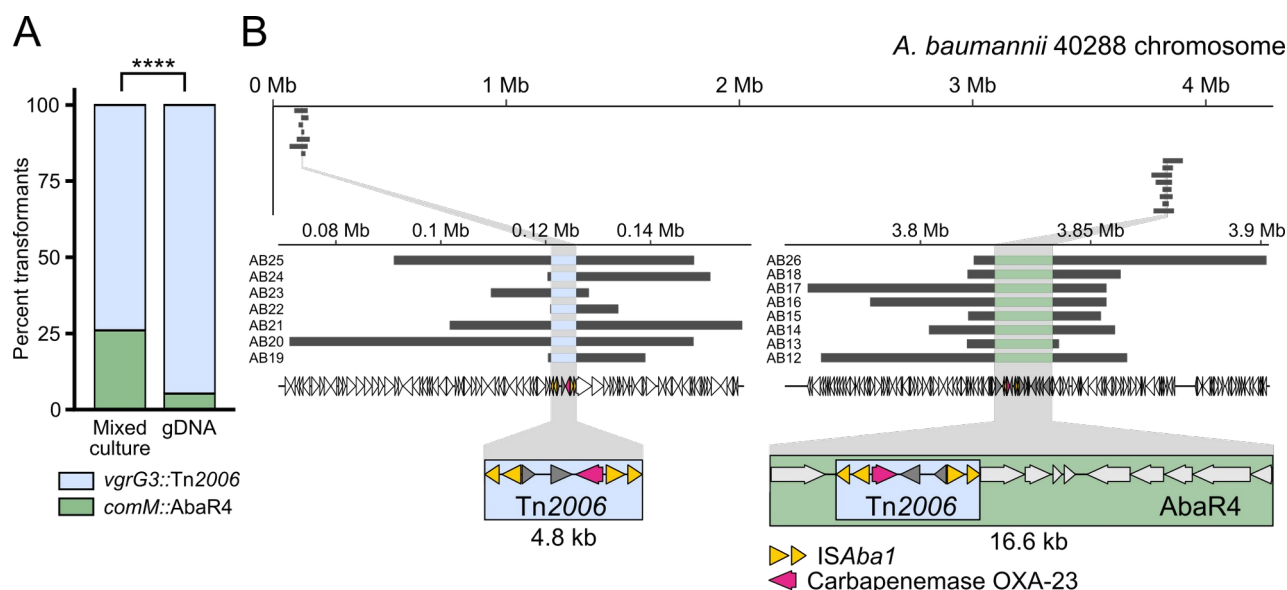 A
B
****
A. baumannii 40288 chromosome
0 Mb 1 Mb 2 Mb 3 Mb 4 Mb
Percent transformants
100
75
50
25
0
Mixed culture
gDNA
vgrG3::Tn2006
comM::AbaR4
0.08 Mb 0.1 Mb 0.12 Mb 0.14 Mb
AB25
AB24
AB23
AB22
AB21
AB20
AB19
Tn2006
4.8 kb
3.8 Mb 3.85 Mb 3.9 Mb
AB26
AB18
AB17
AB16
AB15
AB14
AB13
AB12
Tn2006
AbaR4
16.6 kb
ISAba1
Carbapenemase OXA-23